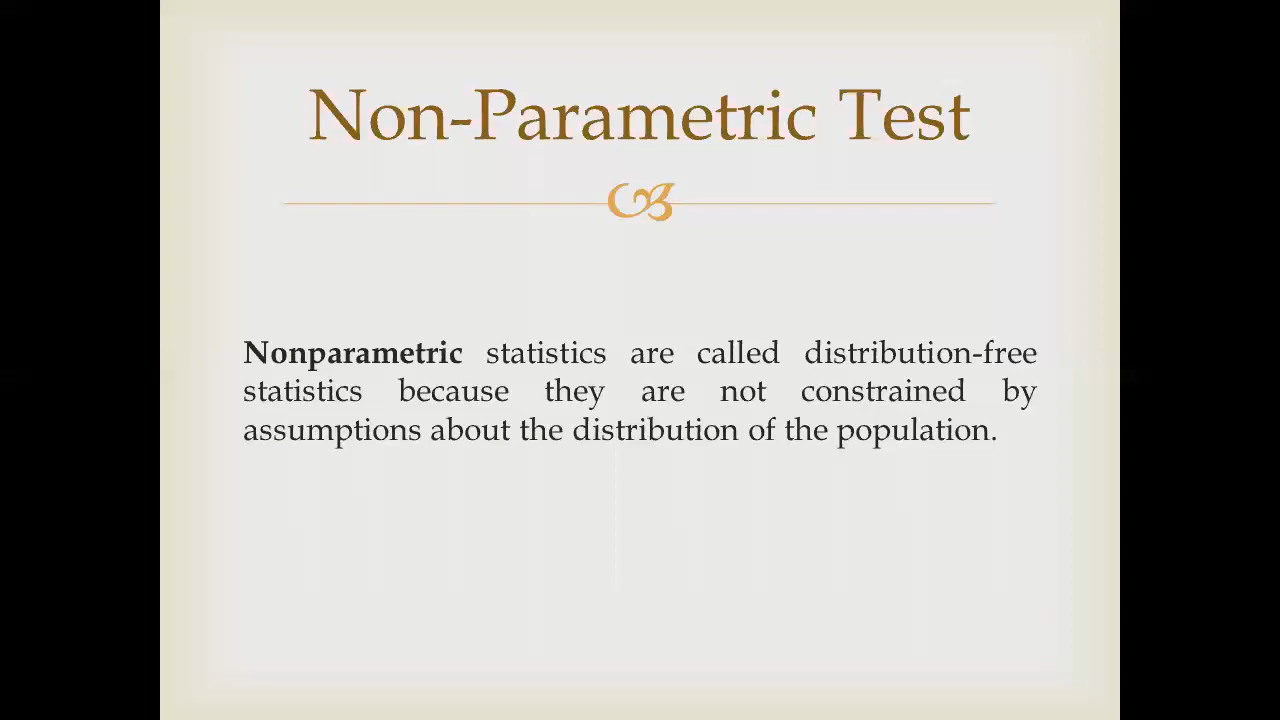 Non-Parametric Test
Nonparametric statistics are called distribution-free
statistics because they are not constrained by
assumptions about the distribution of the population.